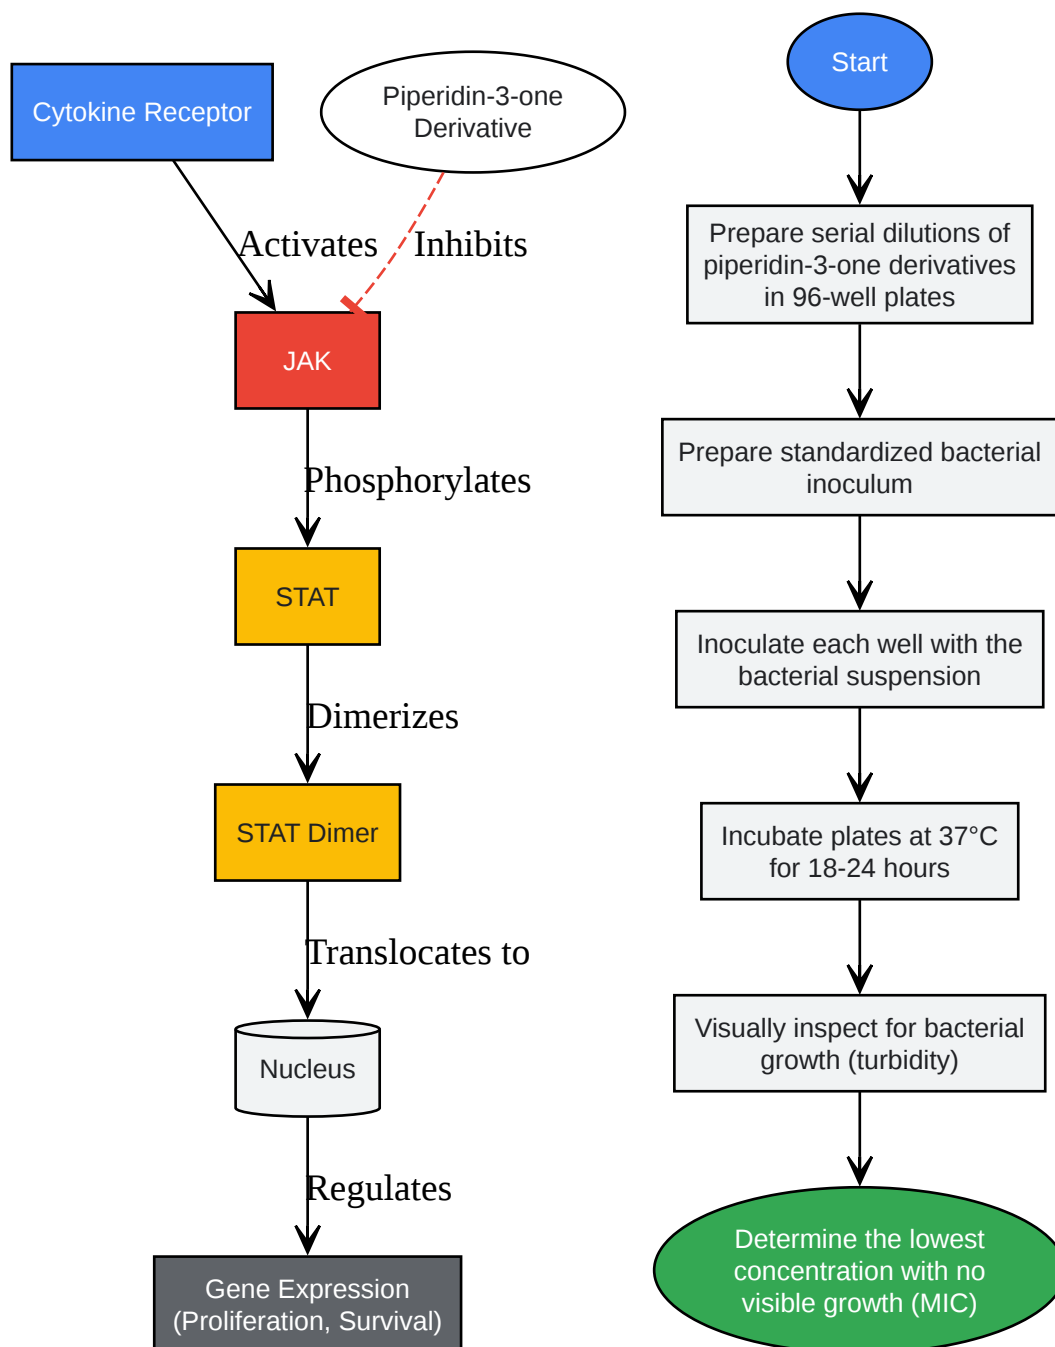 Cytokine Receptor
Piperidin-3-one
Derivative
Activates
Inhibits
JAK
Phosphorylates
STAT
Dimerizes
STAT Dimer
Translocates to
Nucleus
Regulates
Gene Expression
(Proliferation, Survival)
Start
Prepare serial dilutions of
piperidin-3-one derivatives
in 96-well plates
Prepare standardized bacterial
inoculum
Inoculate each well with the
bacterial suspension
Incubate plates at 37°C
for 18-24 hours
Visually inspect for bacterial
growth (turbidity)
Determine the lowest
concentration with no
visible growth (MIC)